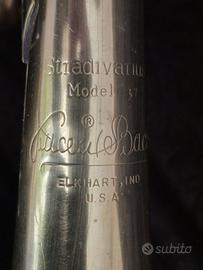 Stradivarius
Model 37
®
Vincent Bach
ELKHART, IND.
U.S.A.
subito